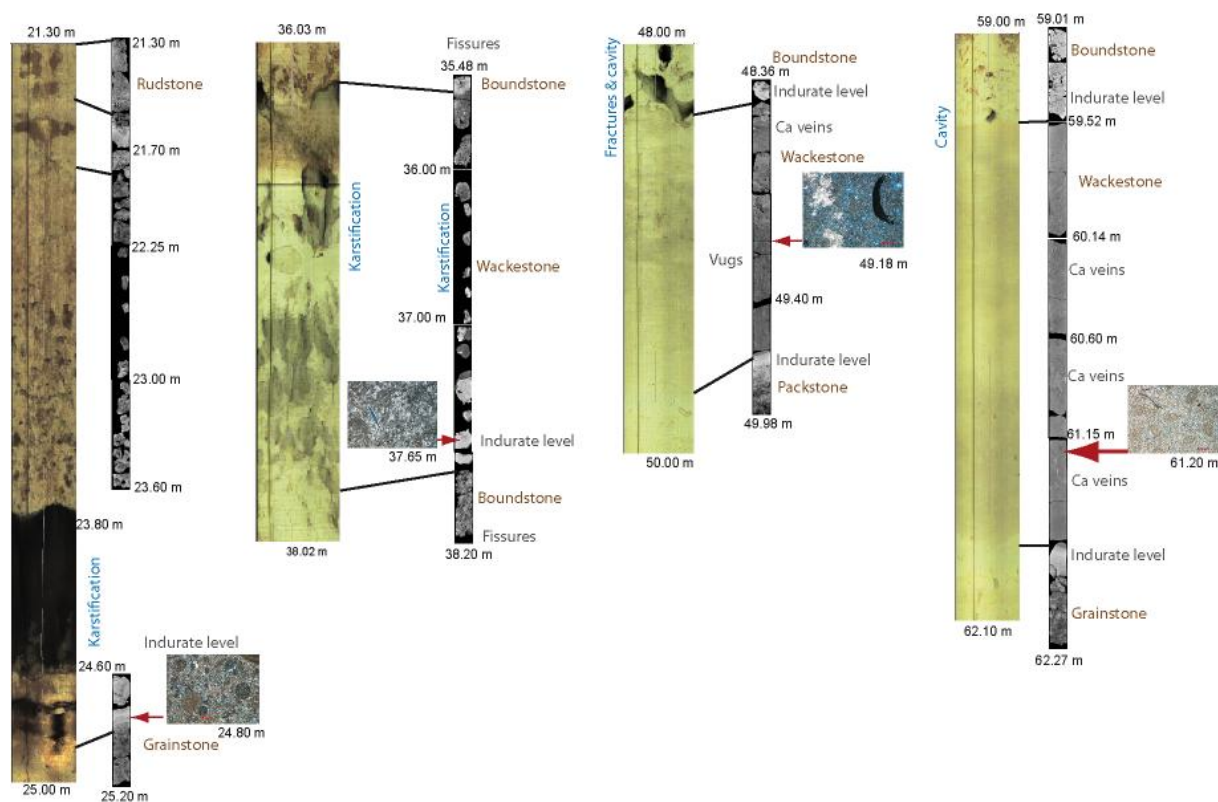 21.30 m
21.30 m
Rudstone
21.70 m
22.25 m
23.00 m
23.60 m
23.80 m
Karstification
Indurate level
24.60 m
24.80 m
Grainstone
25.00 m
25.20 m
36.03 m
Fissures
35.48 m
Boundstone
36.00 m
Karstification
Karstification
Wackestone
37.00 m
Indurate level
37.65 m
Boundstone
Fissures
38.02 m
38.20 m
48.00 m
Fractures & cavity
Boundstone
48.36 m
Indurate level
Ca veins
Wackestone
49.18 m
Vugs
49.40 m
Indurate level
Packstone
49.98 m
50.00 m
59.00 m
59.01 m
Cavity
Boundstone
Indurate level
59.52 m
Wackestone
60.14 m
Ca veins
60.60 m
Ca veins
61.15 m
61.20 m
Ca veins
Indurate level
Grainstone
62.10 m
62.27 m